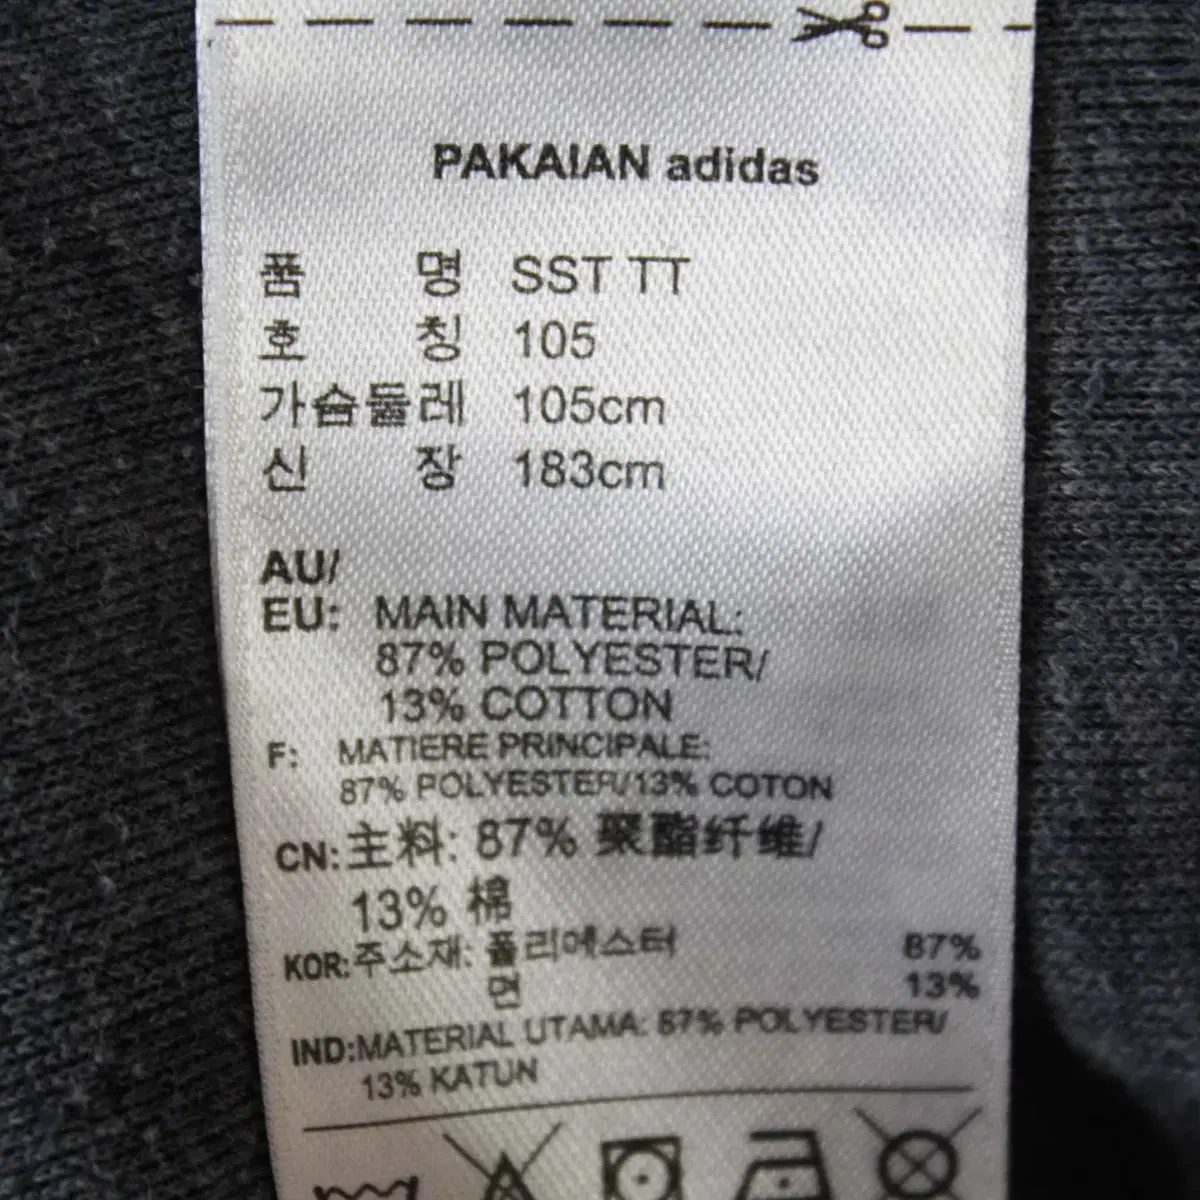 PAKAIAN adidas
품 명 SST TT
호 칭 105
가슴둘레 105cm
신 장 183cm
AU/
EU: MAIN MATERIAL:
87% POLYESTER/
13% COTTON
F: MATIERE PRINCIPALE:
87% POLYESTER/13% COTON
CN:主料: 87% 聚酯纤维/
13% 棉
KOR:주소재: 폴리에스터 87%
면 13%
IND:MATERIAL UTAMA: 87% POLYESTER/
13% KATUN